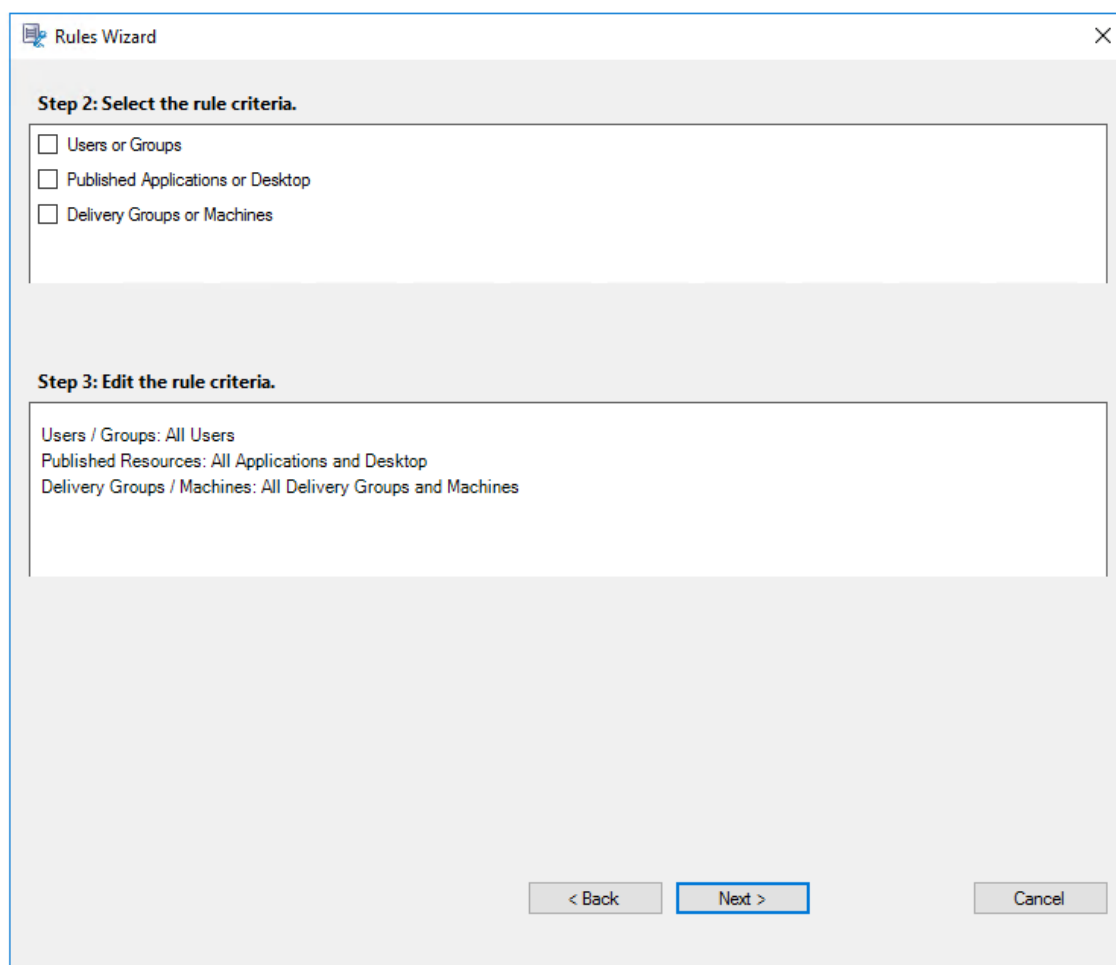 Rules Wizard
Step 2: Select the rule criteria.
Users or Groups
Published Applications or Desktop
Delivery Groups or Machines
Step 3: Edit the rule criteria.
Users / Groups: All Users
Published Resources: All Applications and Desktop
Delivery Groups / Machines: All Delivery Groups and Machines
< Back
Next >
Cancel